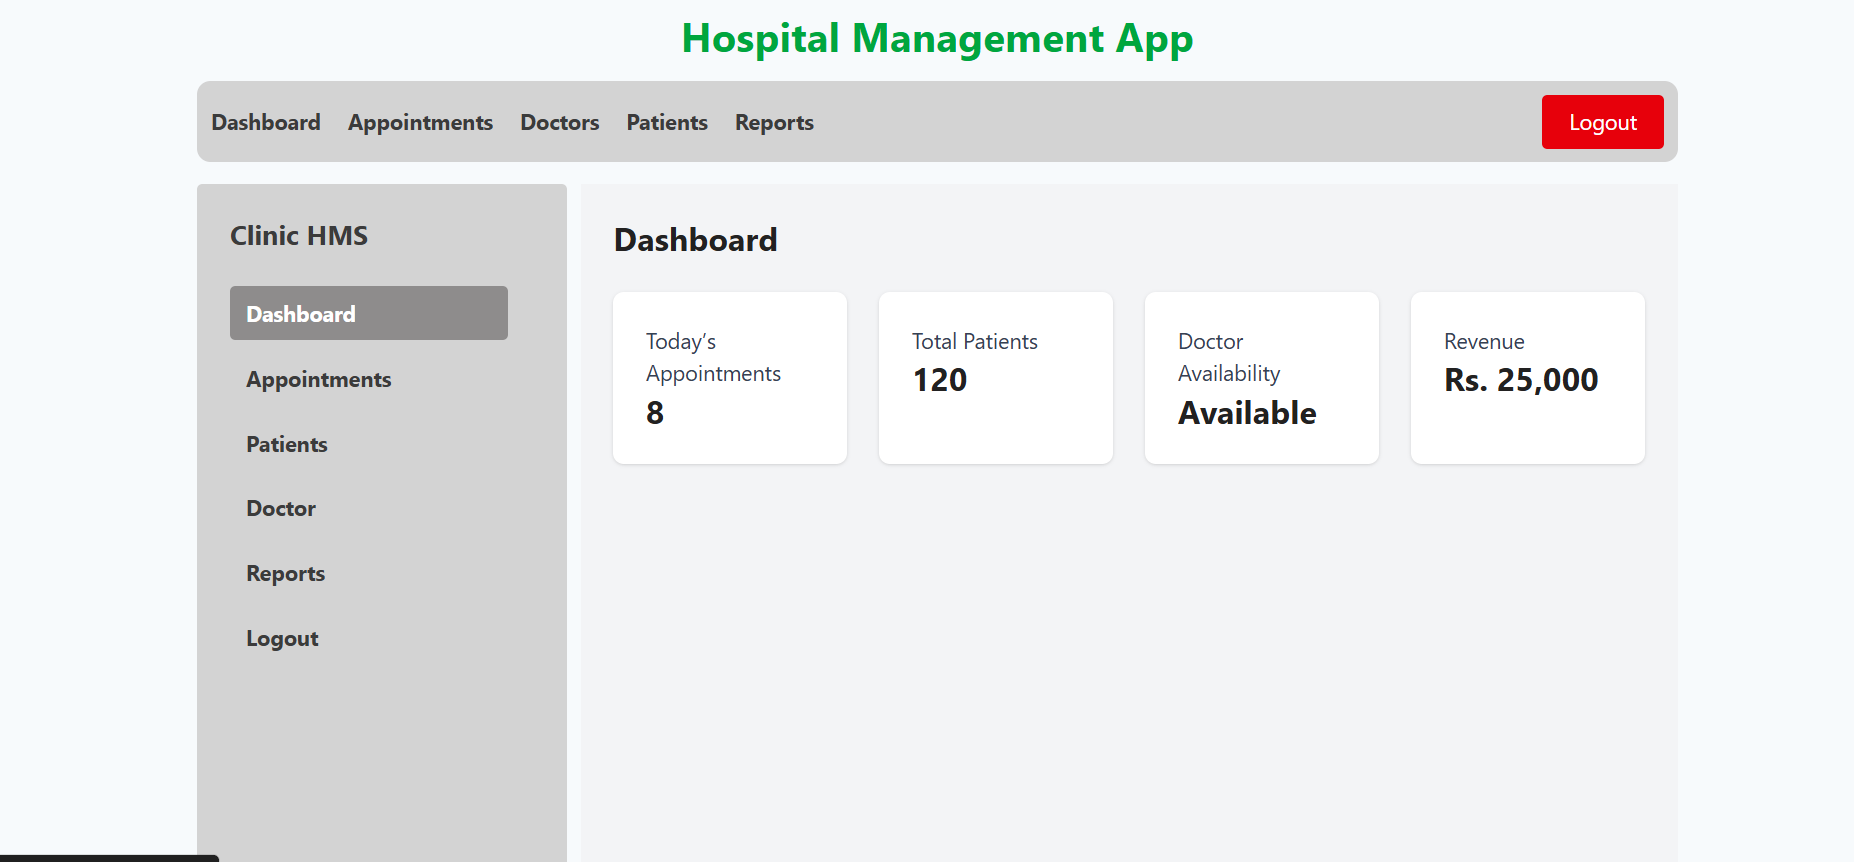 Hospital Management App
Dashboard Appointments Doctors Patients Reports Logout
Clinic HMS
Dashboard
Appointments
Patients
Doctor
Reports
Logout
Dashboard
Today’s
Appointments
8
Total Patients
120
Doctor
Availability
Available
Revenue
Rs. 25,000